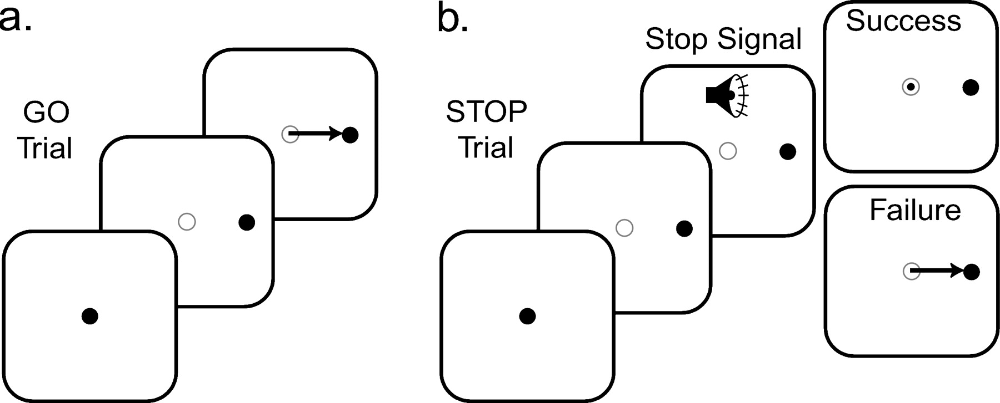 a.
GO
Trial
b.
STOP
Trial
Stop Signal
Success
Failure